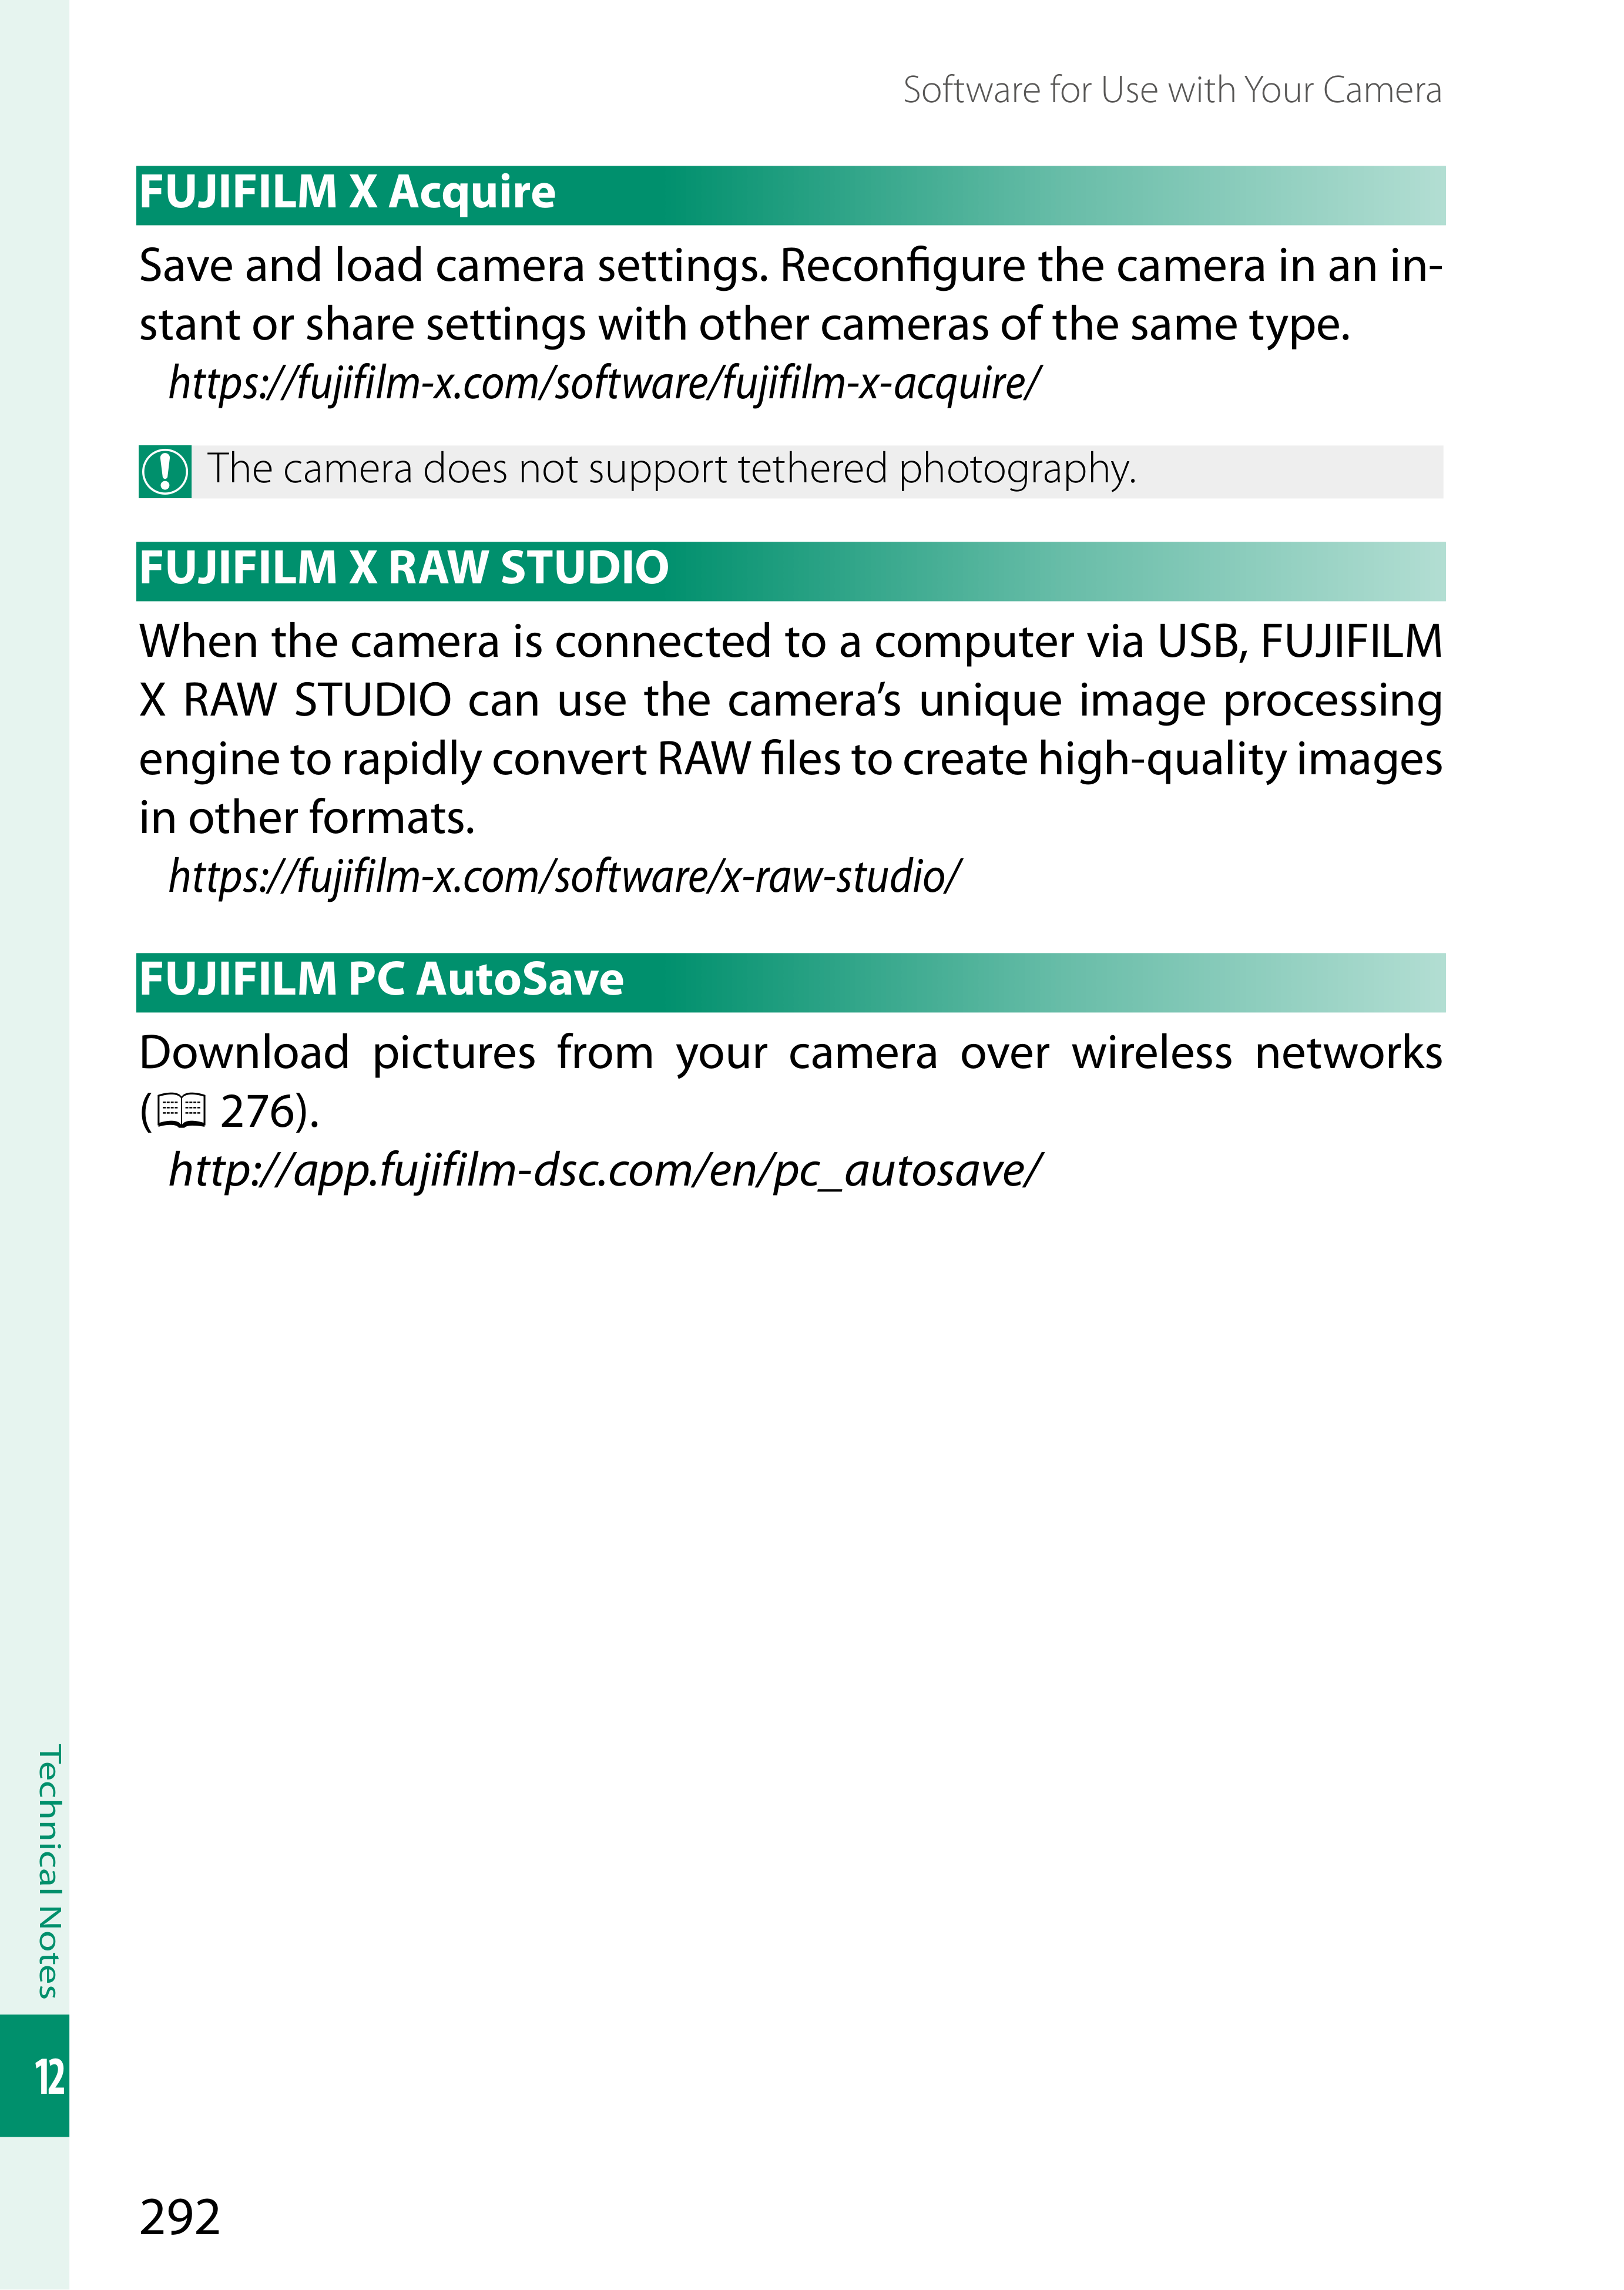 Software for Use with Your Camera
FUJIFILM X Acquire
Save and load camera settings. Reconfigure the camera in an in-
stant or share settings with other cameras of the same type.
https://fujifilm-x.com/software/fujifilm-x-acquire/
The camera does not support tethered photography.
FUJIFILM X RAW STUDIO
When the camera is connected to a computer via USB, FUJIFILM
X RAW STUDIO can use the camera’s unique image processing
engine to rapidly convert RAW files to create high-quality images
in other formats.
https://fujifilm-x.com/software/x-raw-studio/
FUJIFILM PC AutoSave
Download pictures from your camera over wireless networks
(📖 276).
http://app.fujifilm-dsc.com/en/pc_autosave/
Technical Notes
12
292